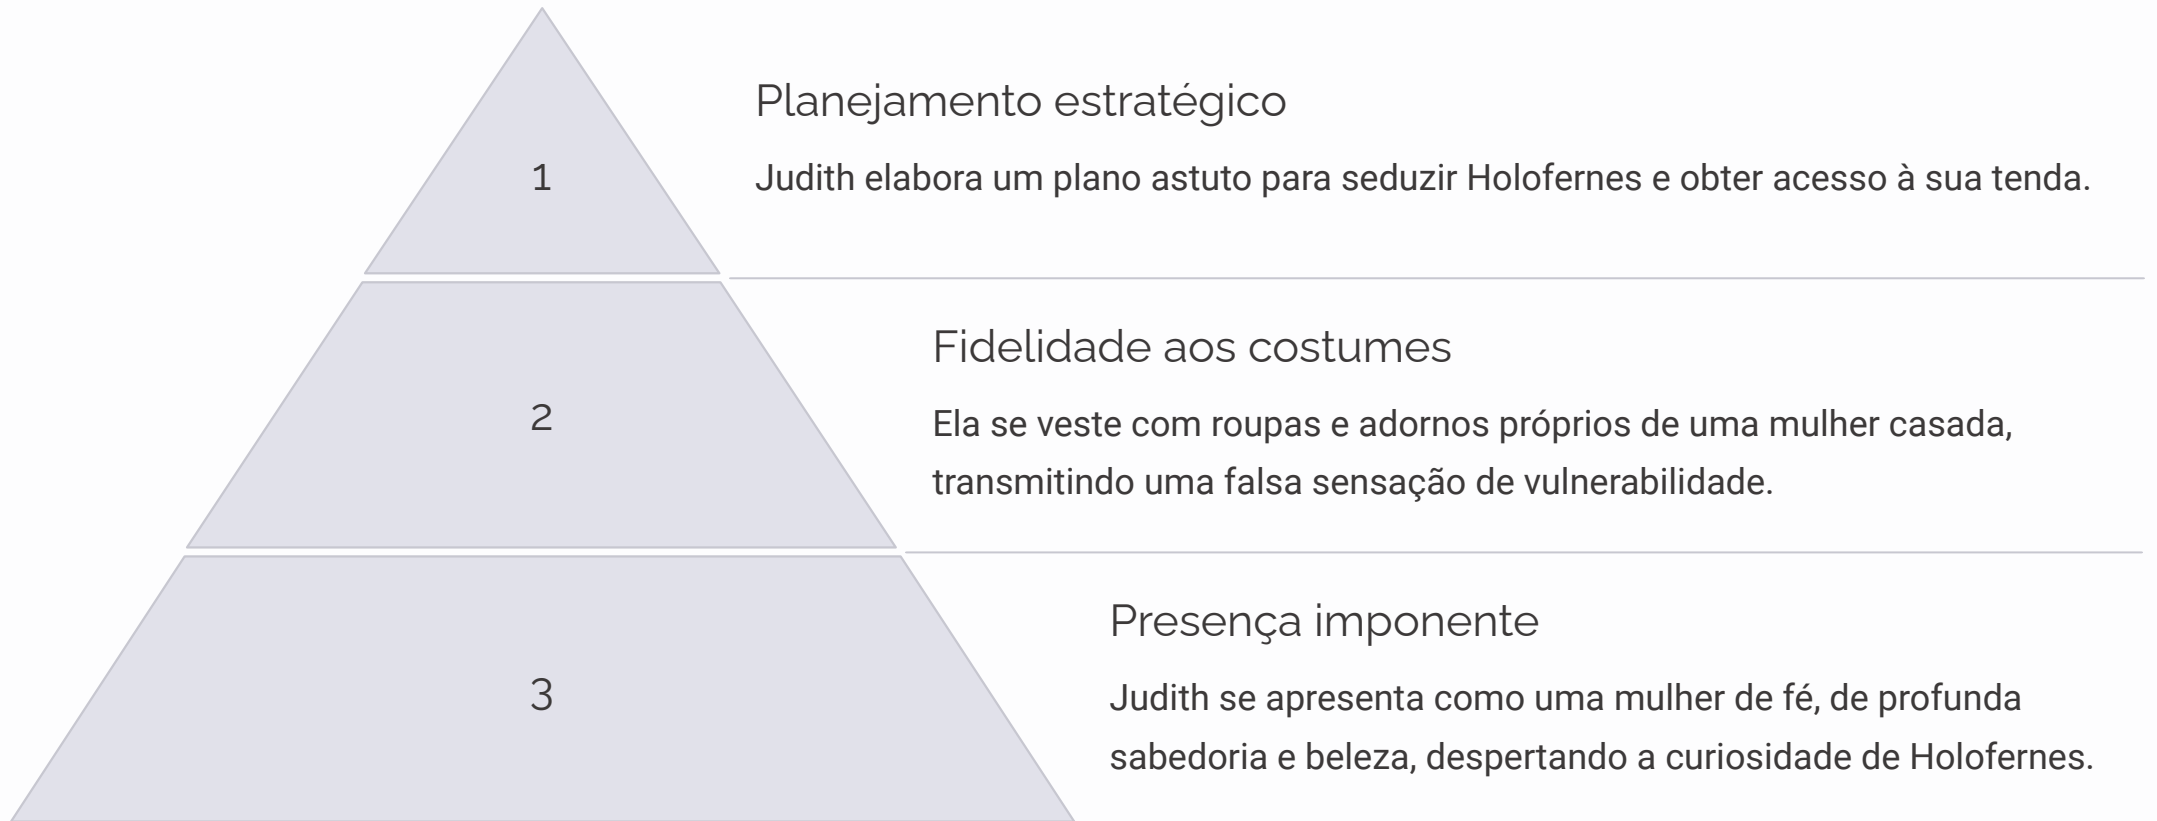 1
Planejamento estratégico
Judith elabora um plano astuto para seduzir Holofernes e obter acesso à sua tenda.
2
Fidelidade aos costumes
Ela se veste com roupas e adornos próprios de uma mulher casada,
transmitindo uma falsa sensação de vulnerabilidade.
3
Presença imponente
Judith se apresenta como uma mulher de fé, de profunda
sabedoria e beleza, despertando a curiosidade de Holofernes.